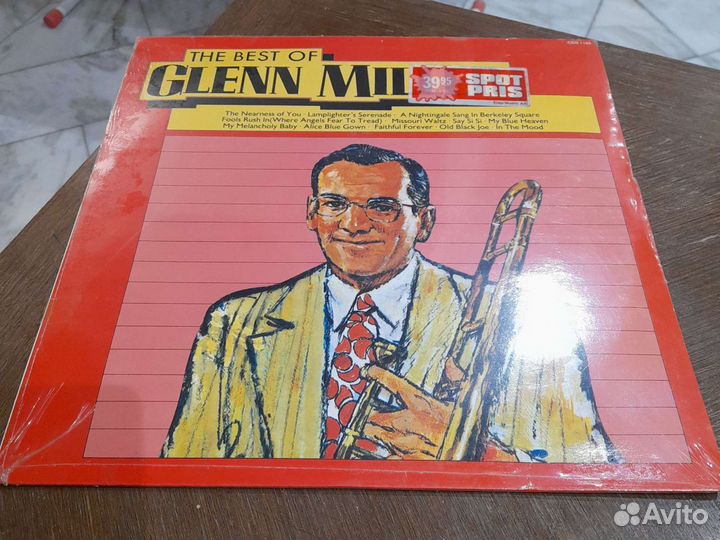 THE BEST OF
GLENN MIL
39.95
SPOT
PRIS
The Nearness of You · Lamplighter's Serenade · A Nightingale Sang In Berkeley Square
Fools Rush In (Where Angels Fear To Tread) · Missouri Waltz · Say Si Si · My Blue Heaven
My Melancholy Baby · Alice Blue Gown · Faithful Forever · Old Black Joe · In The Mood
Avito